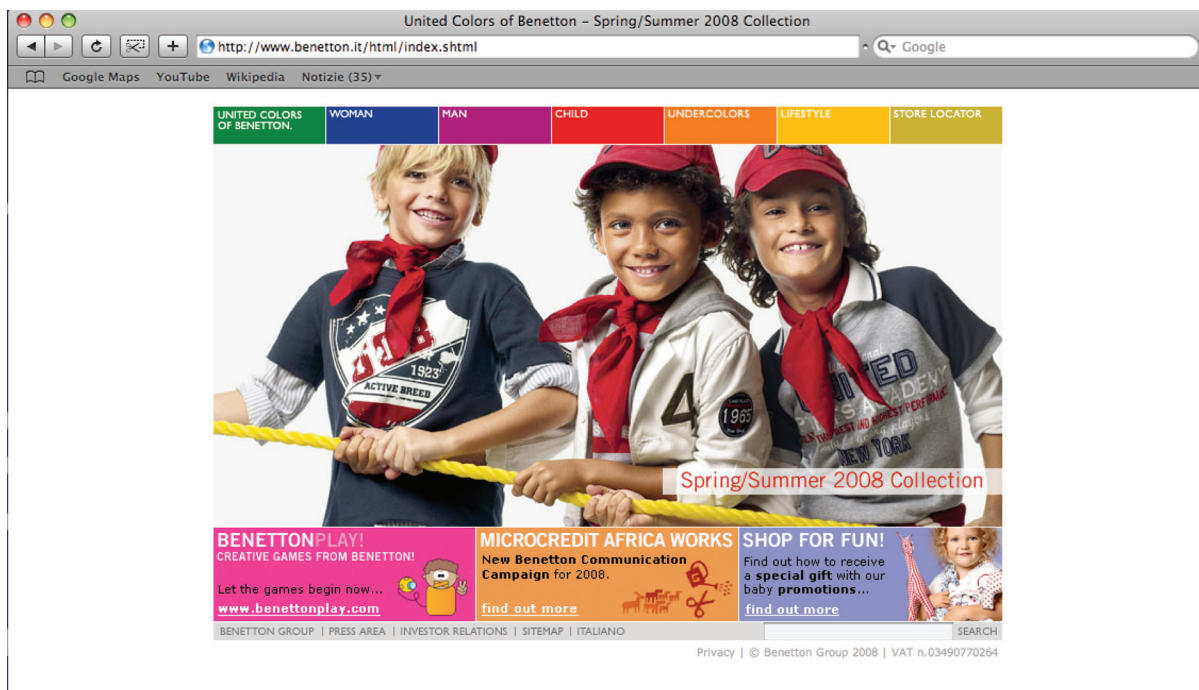 United Colors of Benetton – Spring/Summer 2008 Collection
http://www.benetton.it/html/index.shtml
Google
Google Maps YouTube Wikipedia Notizie (35)
UNITED COLORS
OF BENETTON.
WOMAN
MAN
CHILD
UNDERCOLORS
LIFESTYLE
STORE LOCATOR
1923
ACTIVE BREED
4
1965
UNITED
SPORTS ACADEMY
NEW YORK
Spring/Summer 2008 Collection
BENETTONPLAY!
CREATIVE GAMES FROM BENETTON!
Let the games begin now...
www.benettonplay.com
MICROCREDIT AFRICA WORKS
New Benetton Communication
Campaign for 2008.
find out more
SHOP FOR FUN!
Find out how to receive
a special gift with our
baby promotions...
find out more
BENETTON GROUP | PRESS AREA | INVESTOR RELATIONS | SITEMAP | ITALIANO
SEARCH
Privacy | © Benetton Group 2008 | VAT n.03490770264